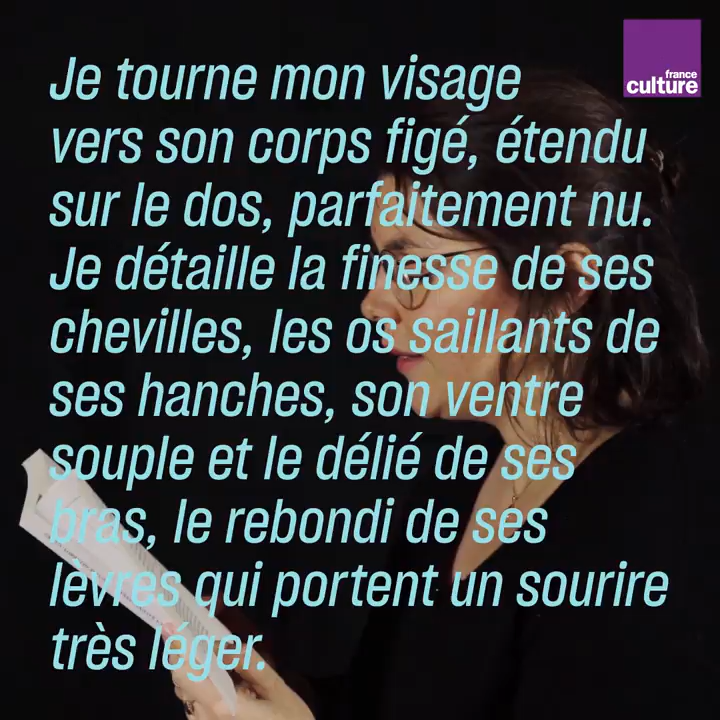 france
culture
Je tourne mon visage
vers son corps figé, étendu
sur le dos, parfaitement nu.
Je détaille la finesse de ses
chevilles, les os saillants de
ses hanches, son ventre
souple et le délié de ses
bras, le rebondi de ses
lèvres qui portent un sourire
très léger.